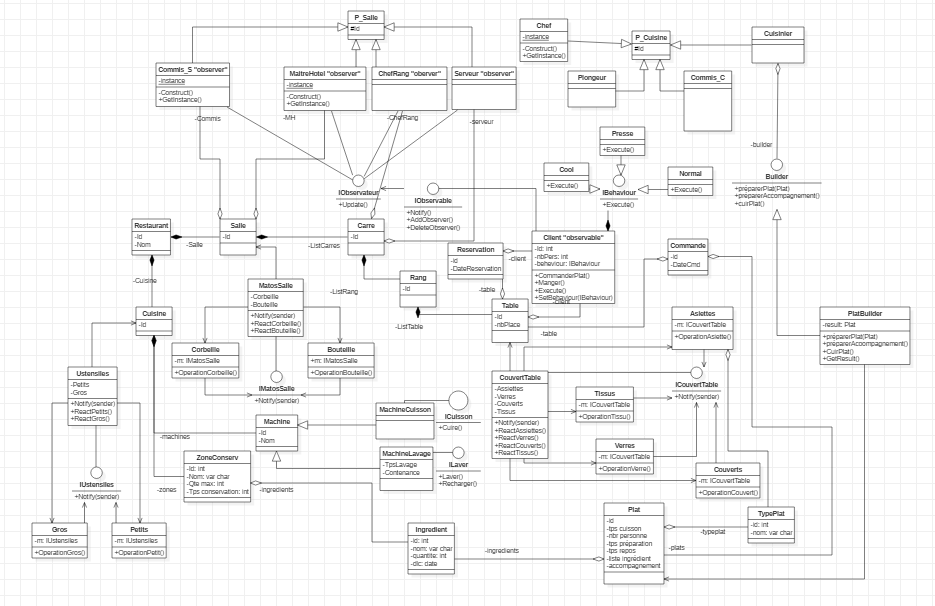 P_Salle
#Id
Chef
-instance
-Construct()
+GetInstance()
P_Cuisine
#Id
Cuisinier
Commis_S "observer"
-instance
-Construct()
+GetInstance()
MaitreHotel "observer"
-instance
-Construct()
+GetInstance()
ChefRang "oberver"
Serveur "observer"
Plongeur
Commis_C
-Commis
-MH
-ChefRang
-serveur
-builder
Presse
+Execute()
Cool
+Execute()
IBehaviour
+Execute()
Normal
+Execute()
Builder
+préparerPlat(Plat)
+préparerAccompagnement()
+cuirPlat()
IObservateur
+Update()
IObservable
+Notify()
+AddObserver()
+DeleteObserver()
Restaurant
-Id
-Nom
-Salle
Salle
-Id
-ListCarres
Carre
-Id
Reservation
-id
-DateReservation
-client
Client "observable"
-Id: int
-nbPers: int
-beheviour: IBehaviour
+CommanderPlat()
+Manger()
+Execute()
+SetBehaviour(IBehaviour)
Commande
-id
-DateCmd
-Cuisine
MatosSalle
-Corbeille
-Bouteille
+Notify(sender)
+ReactCorbeille()
+ReactBouteille()
-ListRang
Rang
-Id
-table
-client
Table
-Id
-nbPlace
-ListTable
-table
Cuisine
-Id
Assiettes
-m: ICouvertTable
+OperationAsiette()
PlatBuilder
-result: Plat
+préparerPlat(Plat)
+préparerAccompagnement()
+CuirPlat()
+GetResult()
Corbeille
-m: IMatosSalle
+OperationCorbeille()
Bouteille
+m: IMatosSalle
+OperationBouteille()
IMatosSalle
+Notify(sender)
Ustensiles
-Petits
-Gros
+Notify(sender)
+ReactPetits()
+ReactGros()
CouvertTable
-Assiettes
-Verres
-Couverts
-Tissus
+Notify(sender)
+ReactAssiettes()
+ReactVerres()
+ReactCouverts()
+ReactTissus()
Tissus
-m: ICouvertTable
+OperationTissu()
ICouvertTable
+Notify(sender)
Machine
-Id
-Nom
-machines
MachineCuisson
ICuisson
+Cuire()
MachineLavage
-TpsLavage
-Contenance
ILaver
+Laver()
+Recharger()
Verres
-m: ICouvertTable
+OperationVerre()
Couverts
-m: ICouvertTable
+OperationCouvert()
ZoneConserv
-Id: int
-Nom: var char
-Qte max: int
-Tps conservation: int
-zones
-ingredients
IUstensiles
+Notify(sender)
Gros
-m: IUstensiles
+OperationGros()
Petits
-m: IUstensiles
+OperationPetit()
Ingredient
-id: int
-nom: var char
-quantite: int
-dlc: date
-ingredients
Plat
-id
-tps cuisson
-nbr personne
-tps preparation
-tps repos
-liste ingrédient
-accompagnement
-typeplat
-plats
TypePlat
-id: int
-nom: var char